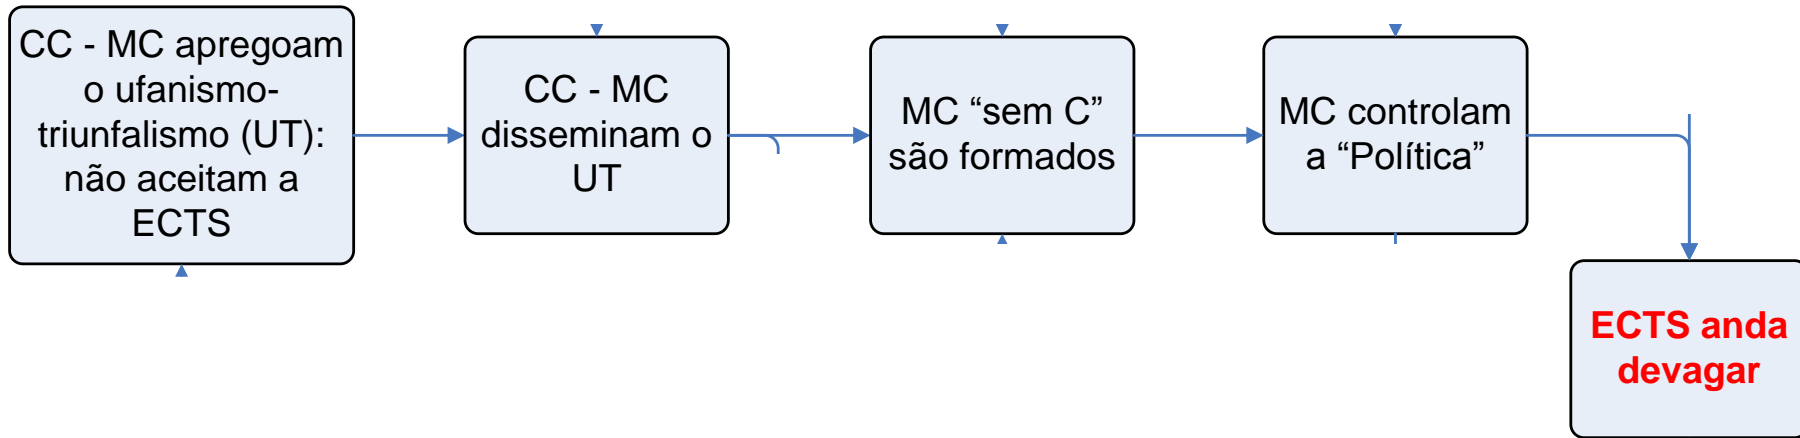 CC - MC apregoam
o ufanismo-
triunfalismo (UT):
não aceitam a
ECTS
CC - MC
disseminam o
UT
MC “sem C”
são formados
MC controlam
a “Política”
ECTS anda
devagar